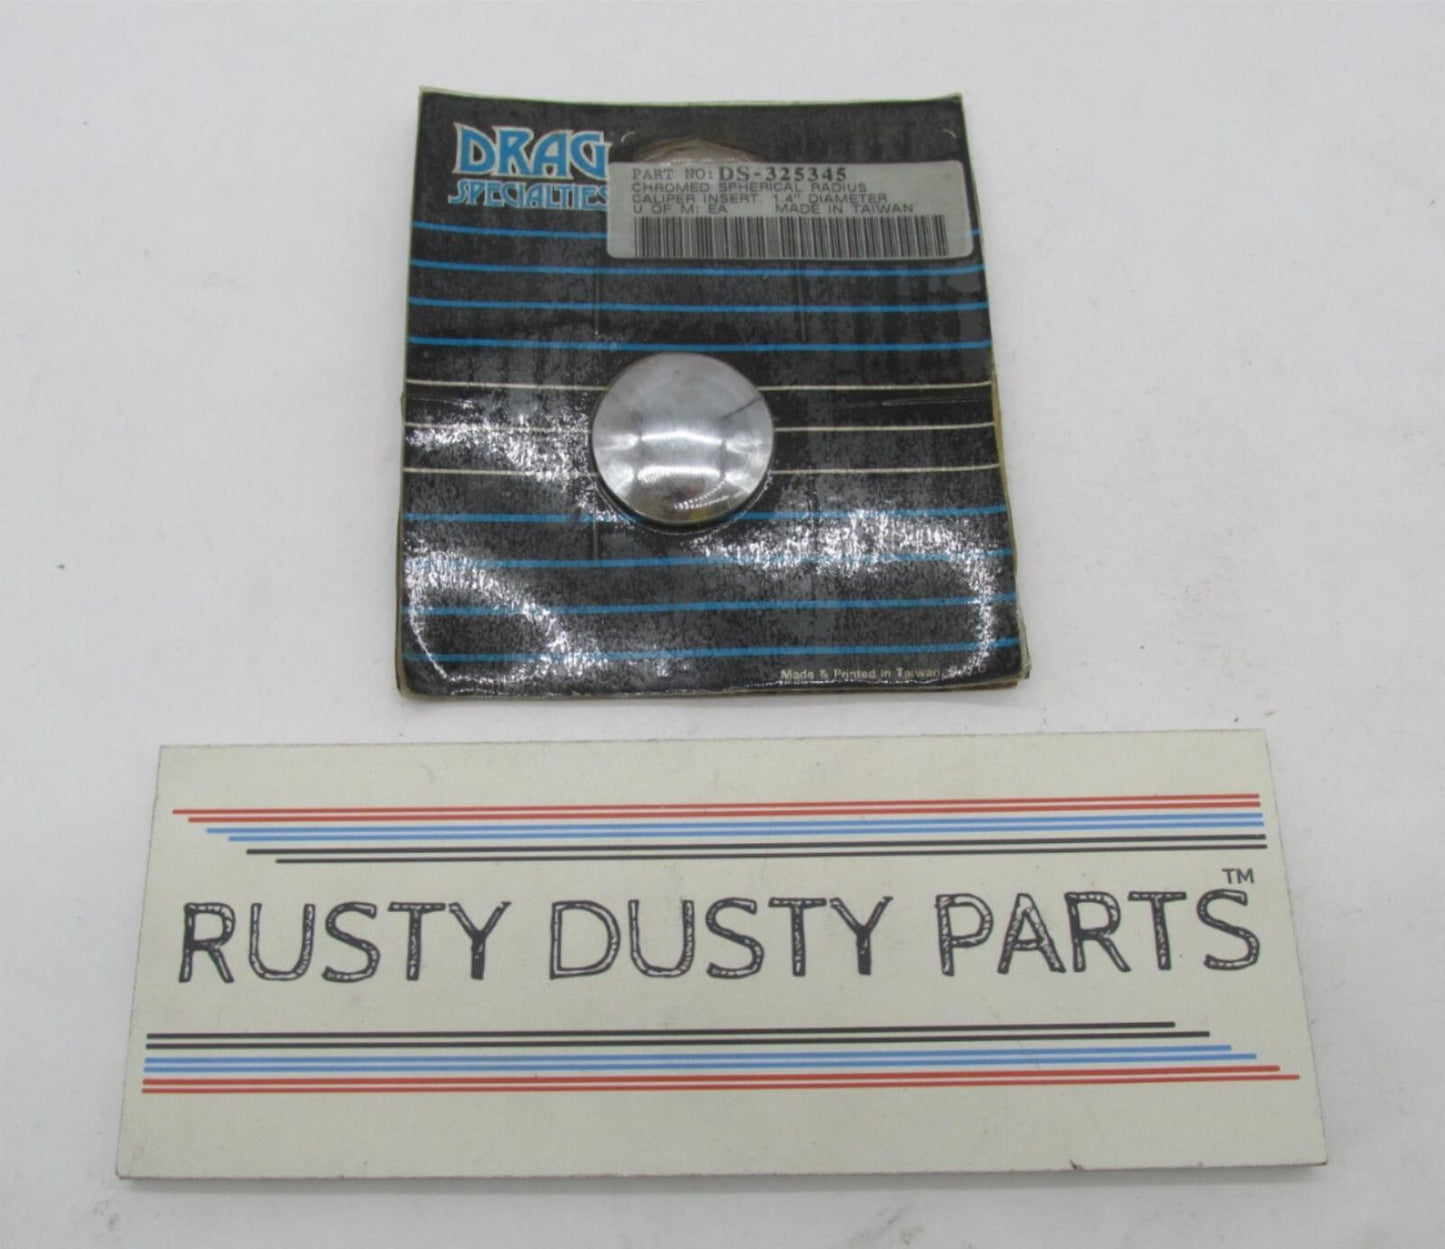 DRAG
SPECIALTIES
PART NO: DS-325345
CHROMED SPHERICAL RADIUS
CALIPER INSERT. 1.4" DIAMETER
U OF M: EA MADE IN TAIWAN
Made & Printed in Taiwan
RUSTY DUSTY PARTS™